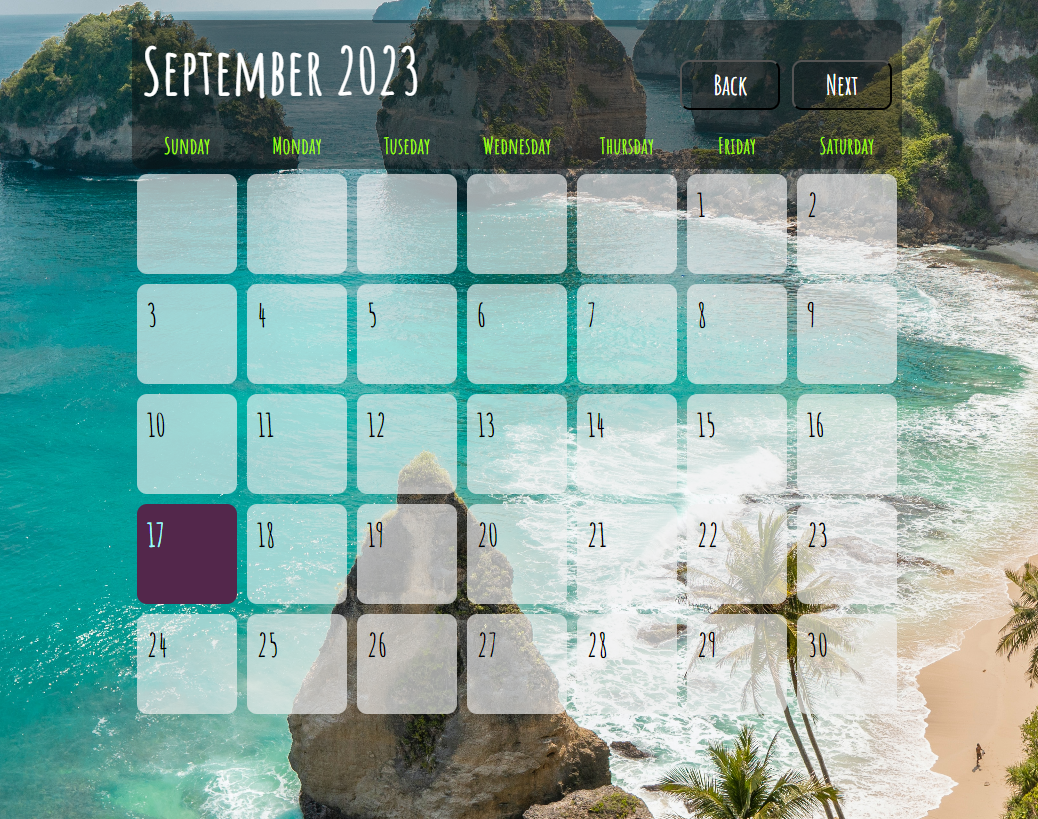 September 2023
Back Next
Sunday Monday Tuseday Wednesday Thursday Friday Saturday
1 2
3 4 5 6 7 8 9
10 11 12 13 14 15 16
17 18 19 20 21 22 23
24 25 26 27 28 29 30